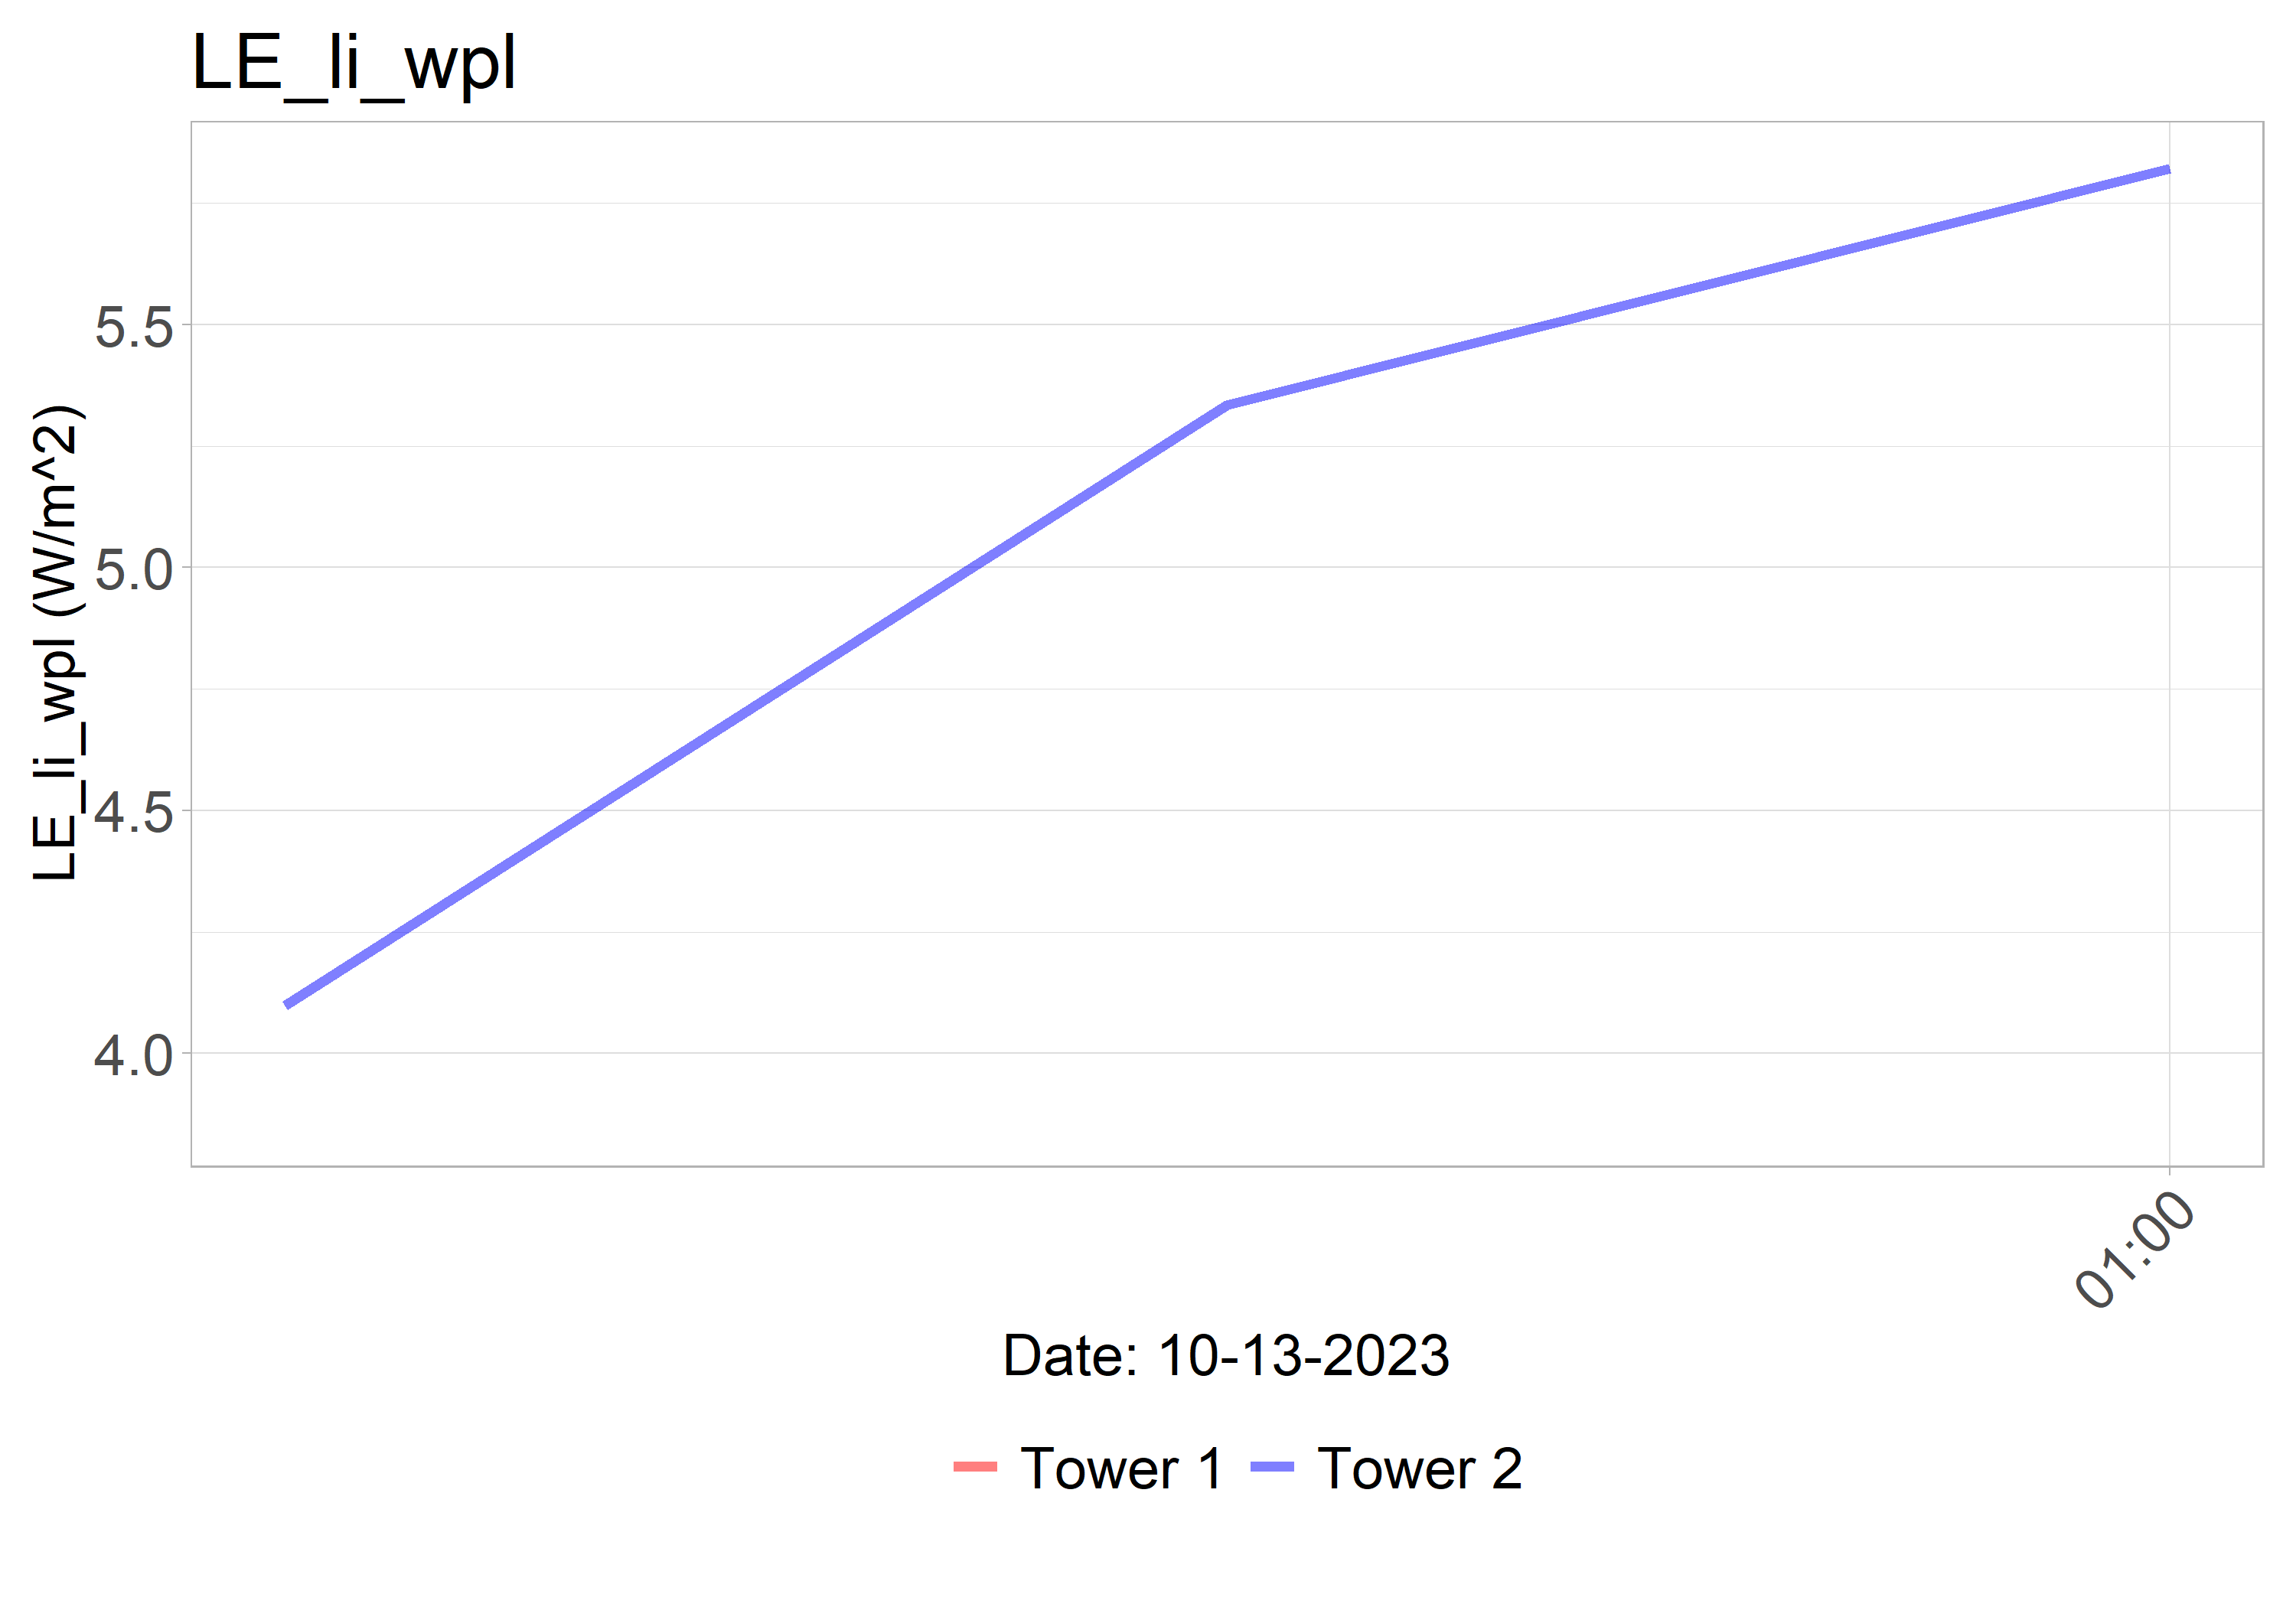 LE_li_wpl
LE_li_wpl (W/m^2)
5.5
5.0
4.5
4.0
01:00
Date: 10-13-2023
Tower 1 Tower 2